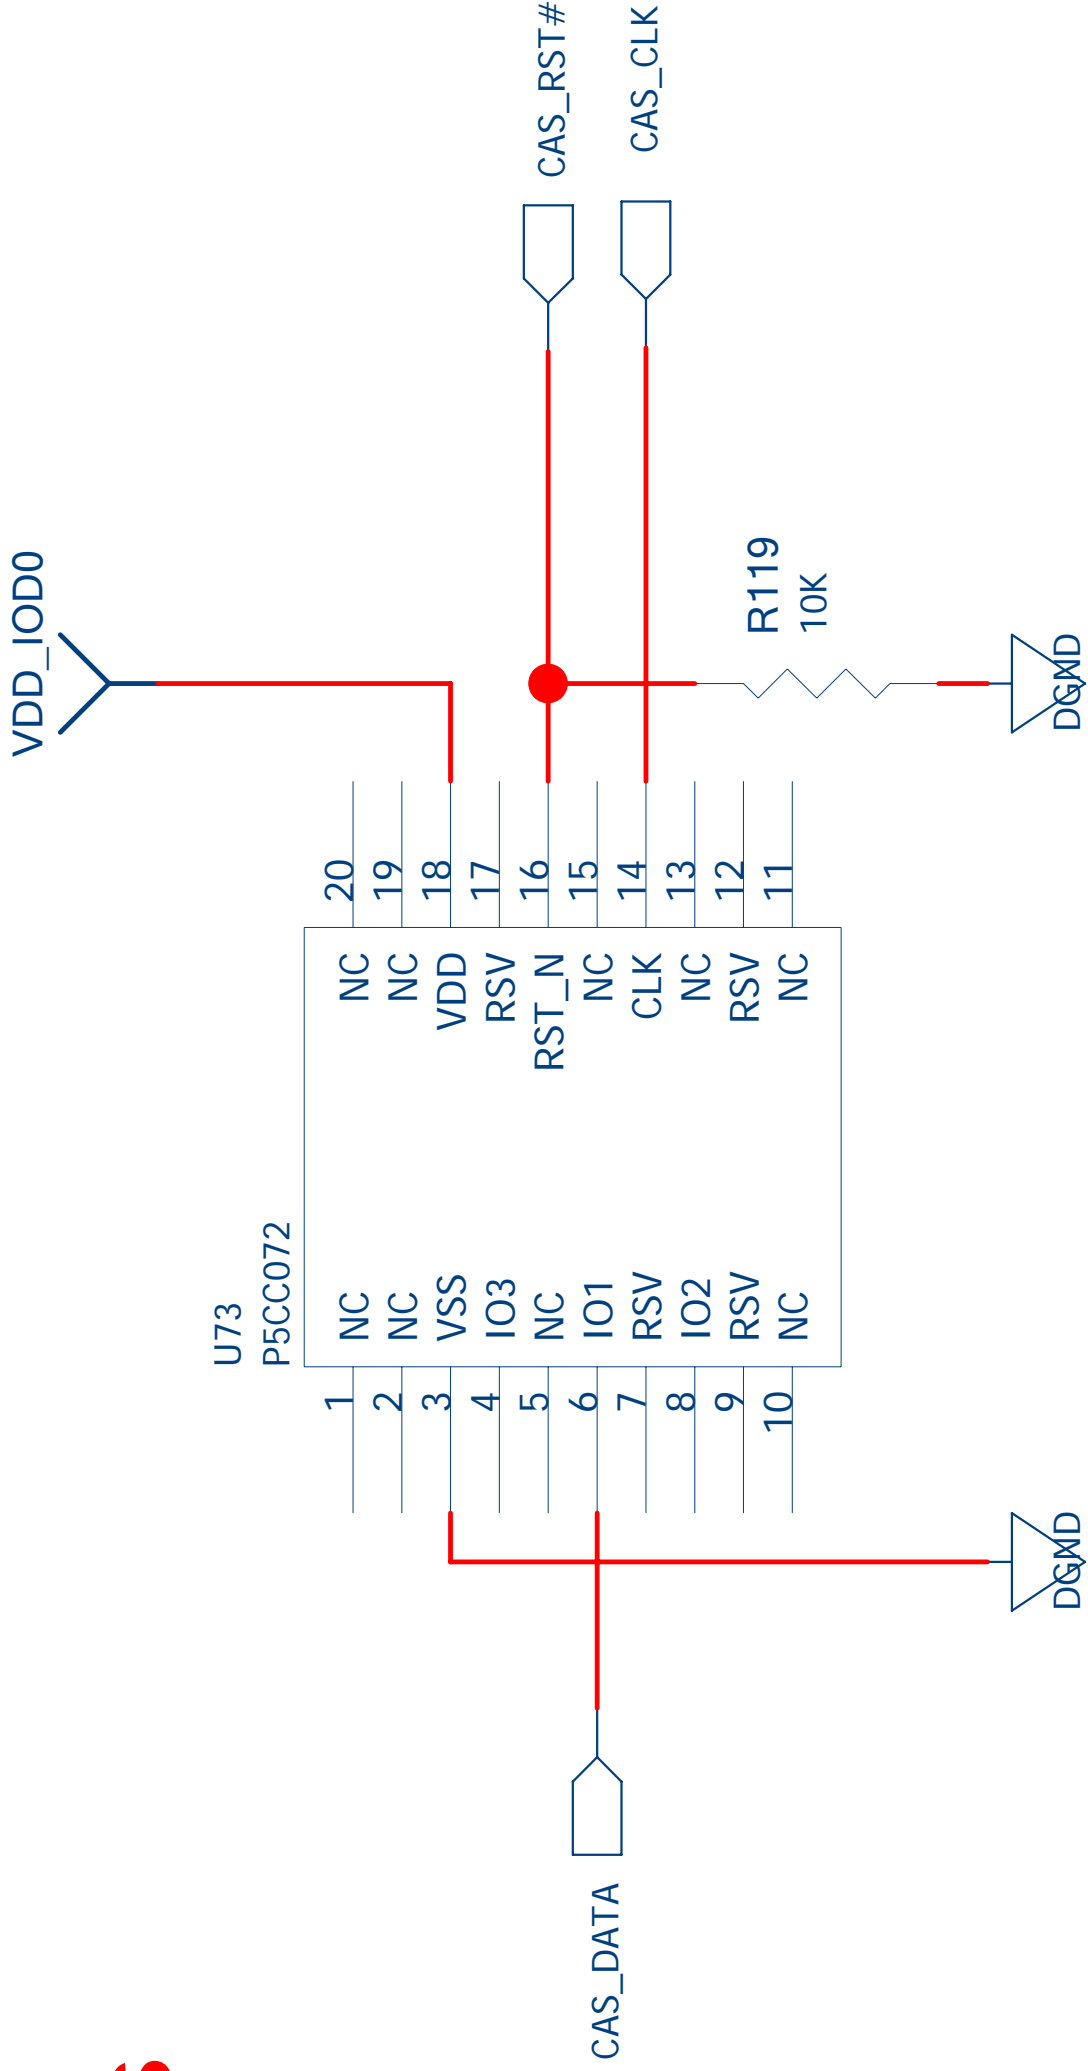 VDD_IOD0
U73
P5CC072
1 NC
2 NC
3 VSS
4 IO3
5 NC
6 IO1
7 RSV
8 IO2
9 RSV
10 NC
NC 20
NC 19
VDD 18
RSV 17
RST_N 16
NC 15
CLK 14
NC 13
RSV 12
NC 11
CAS_RST#
CAS_CLK
CAS_DATA
R119
10K
DGND
DGND